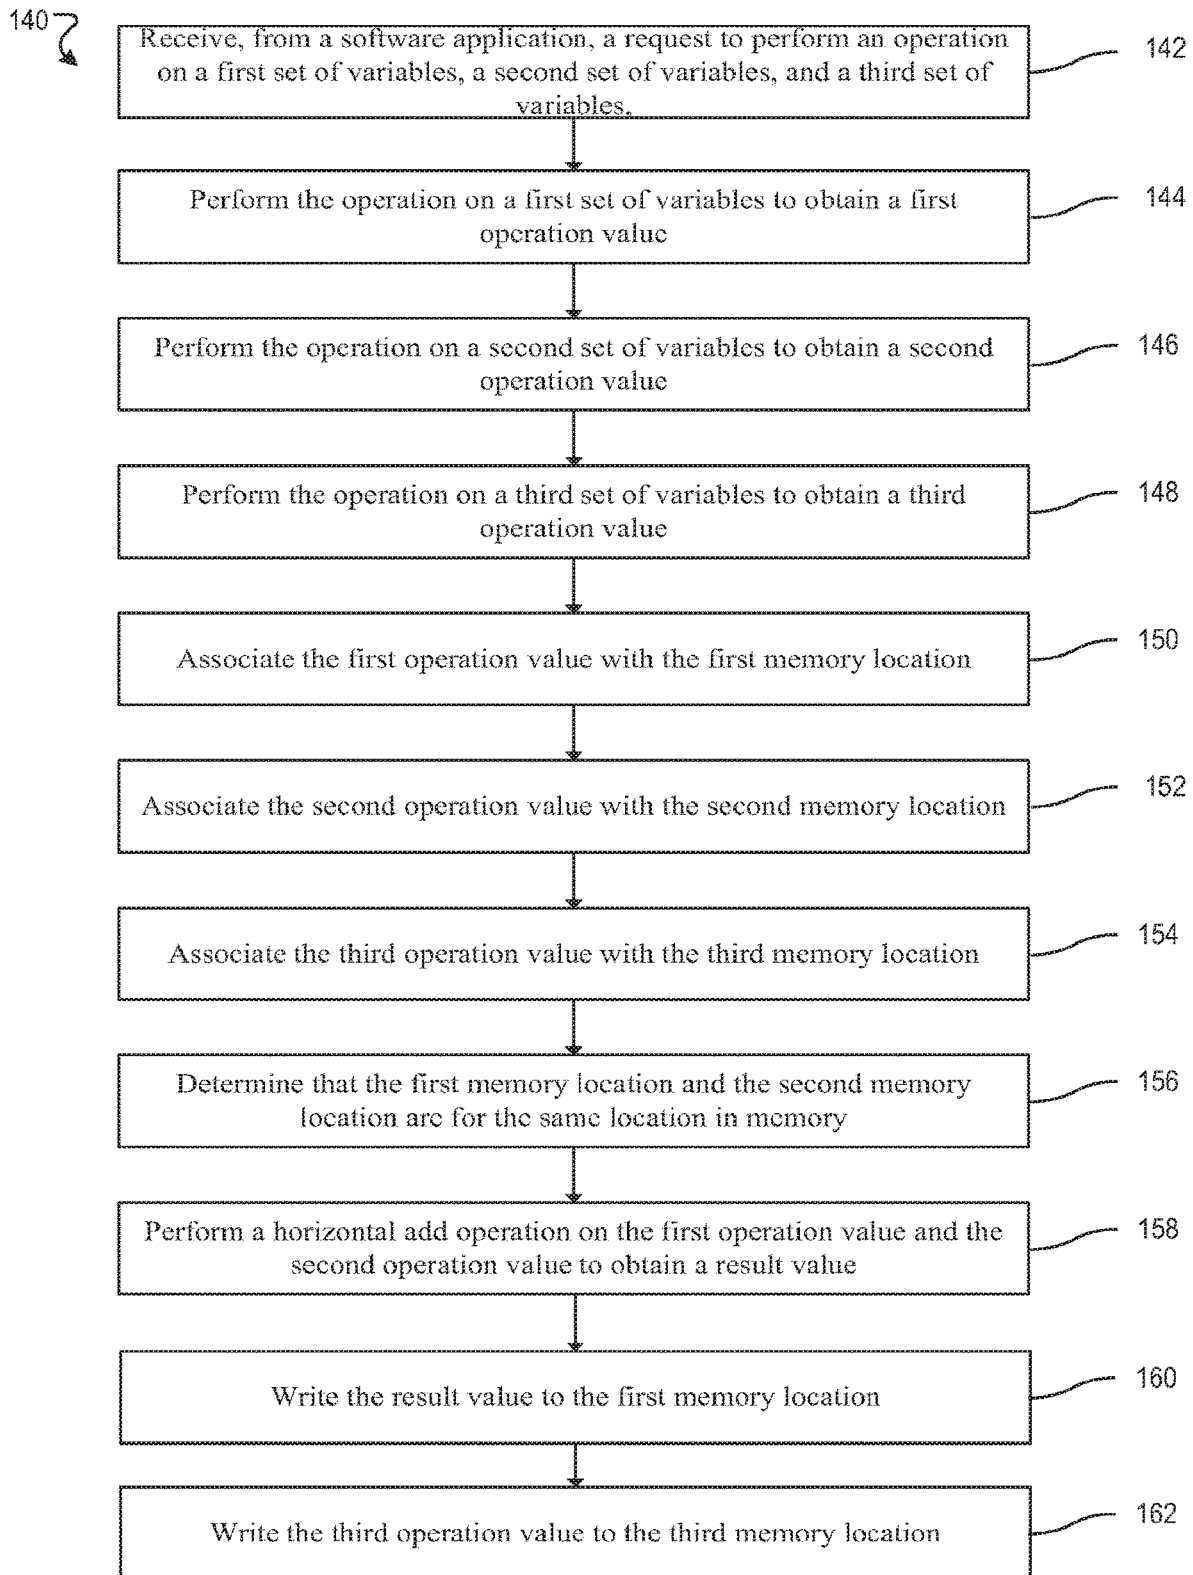 140
Receive, from a software application, a request to perform an operation
on a first set of variables, a second set of variables, and a third set of
variables.
142
Perform the operation on a first set of variables to obtain a first
operation value
144
Perform the operation on a second set of variables to obtain a second
operation value
146
Perform the operation on a third set of variables to obtain a third
operation value
148
Associate the first operation value with the first memory location
150
Associate the second operation value with the second memory location
152
Associate the third operation value with the third memory location
154
Determine that the first memory location and the second memory
location are for the same location in memory
156
Perform a horizontal add operation on the first operation value and the
second operation value to obtain a result value
158
Write the result value to the first memory location
160
Write the third operation value to the third memory location
162